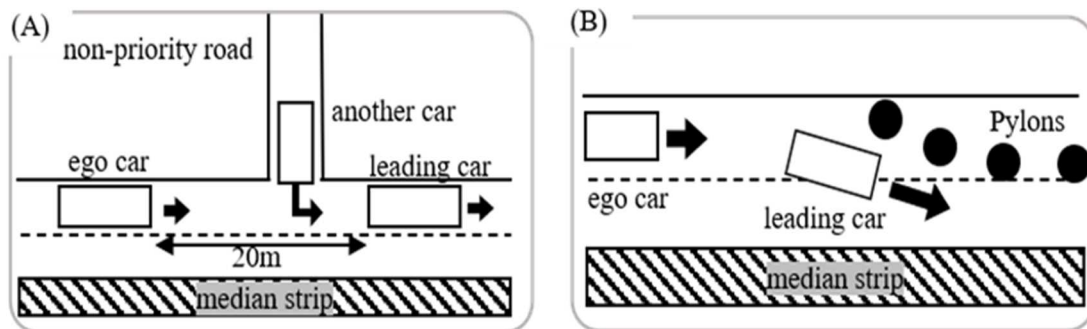 (A)
non-priority road
another car
ego car
leading car
20m
median strip
(B)
Pylons
ego car
leading car
median strip